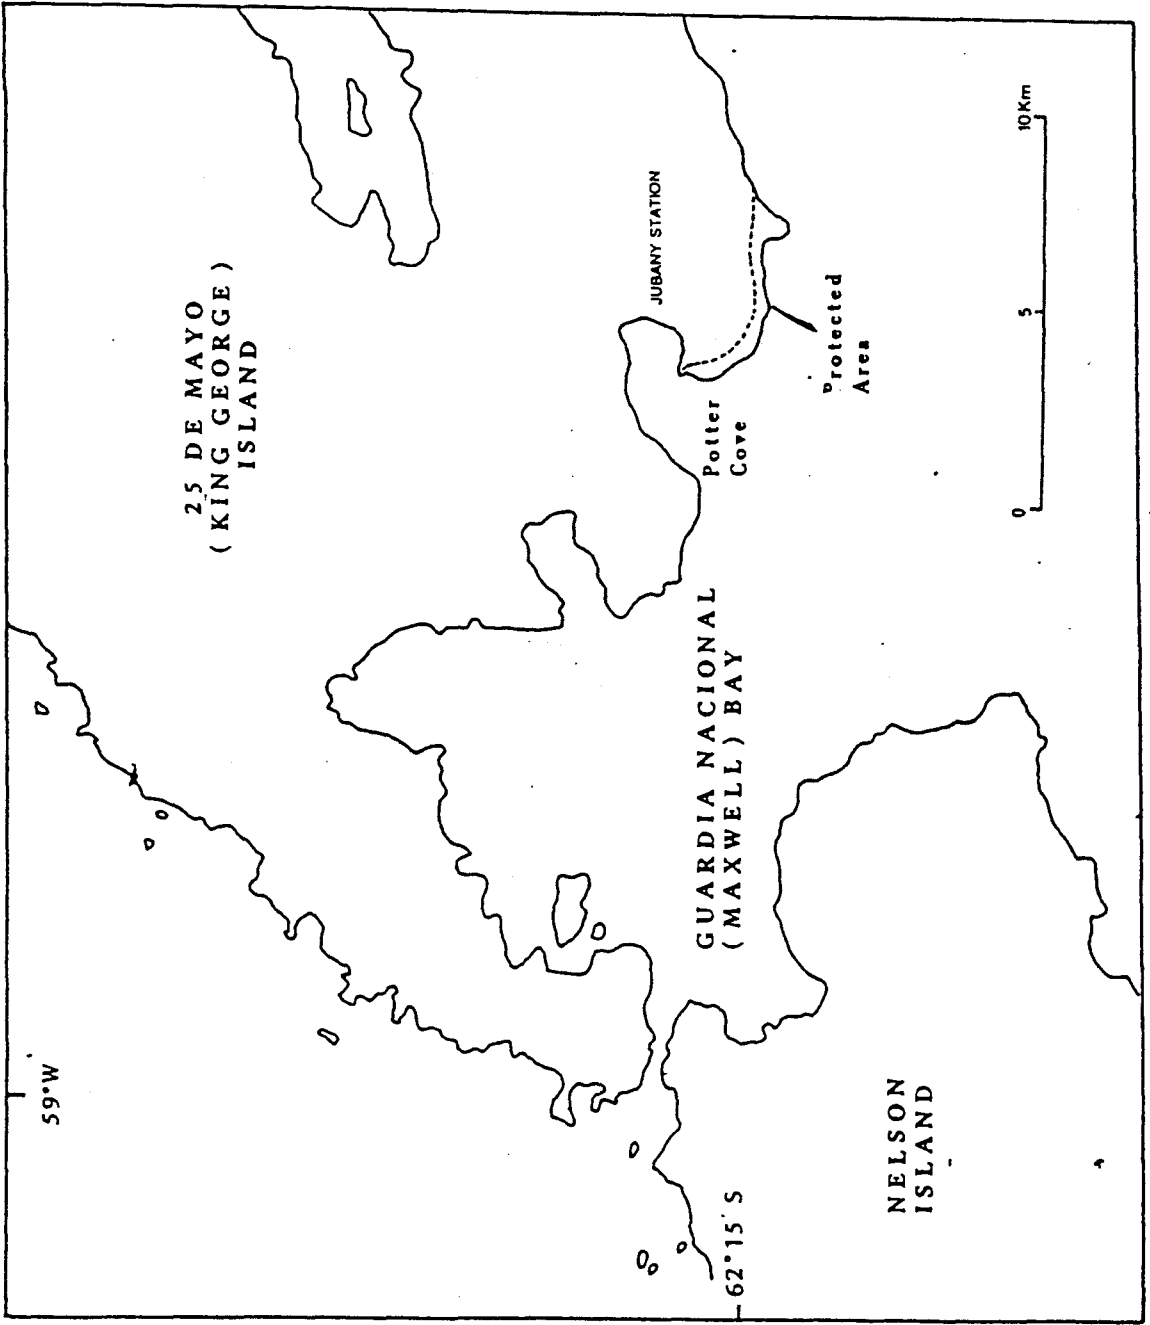 59°W
25 DE MAYO
(KING GEORGE)
ISLAND
JUBANY STATION
Potter
Cove
Protected
Area
GUARDIA NACIONAL
(MAXWELL) BAY
NELSON
ISLAND
62°15' S
0
5
10Km